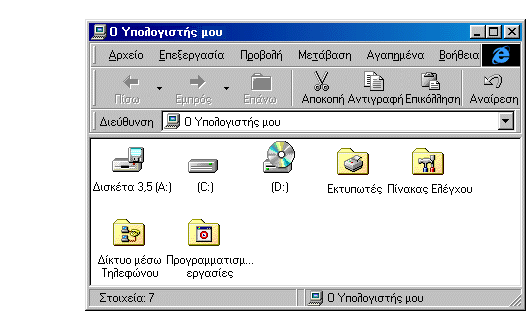 Ο Υπολογιστής μου
Αρχείο Επεξεργασία Προβολή Μετάβαση Αγαπημένα Βοήθεια
Πίσω Εμπρός Επάνω Αποκοπή Αντιγραφή Επικόλληση Αναίρεση
Διεύθυνση Ο Υπολογιστής μου
Δισκέτα 3,5 (A:) (C:) (D:) Εκτυπωτές Πίνακας Ελέγχου
Δίκτυο μέσω Προγραμματισμ...
Τηλεφώνου εργασίες
Στοιχεία: 7 Ο Υπολογιστής μου